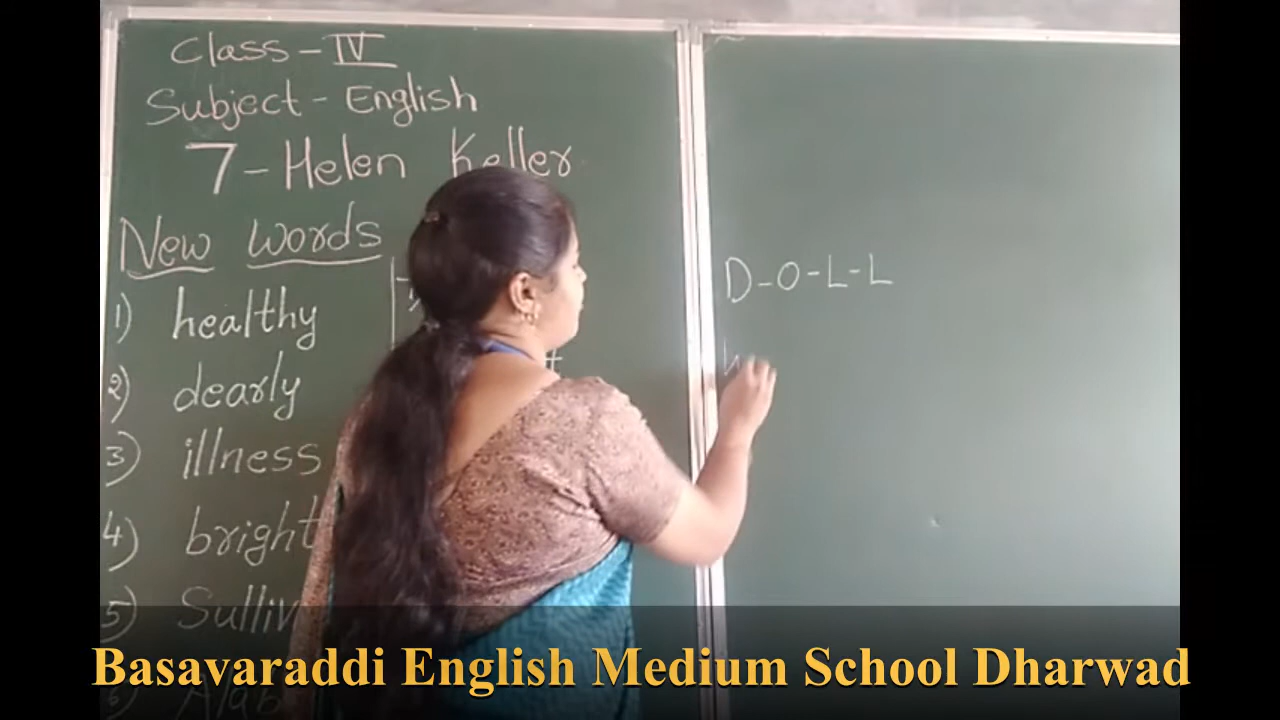 Class - IV
Subject - English
7 - Helen Keller
New words
1) healthy
2) dearly
3) illness
4) bright
5)
6)
D-O-L-L
Basavaraddi English Medium School Dharwad